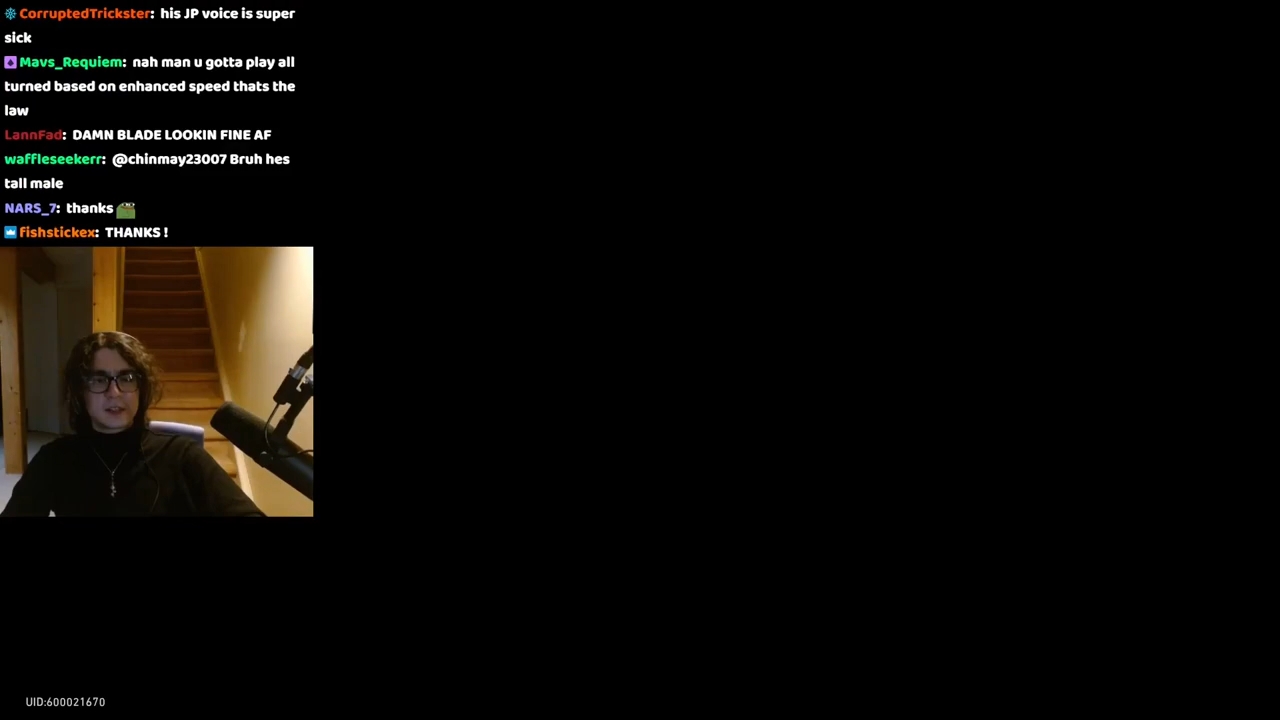 CorruptedTrickster: his JP voice is super
sick
Mavs_Requiem: nah man u gotta play all
turned based on enhanced speed thats the
law
LannFad: DAMN BLADE LOOKIN FINE AF
waffleseekerr: @chinmay23007 Bruh hes
tall male
NARS_7: thanks
fishstickex: THANKS !
UID:600021670